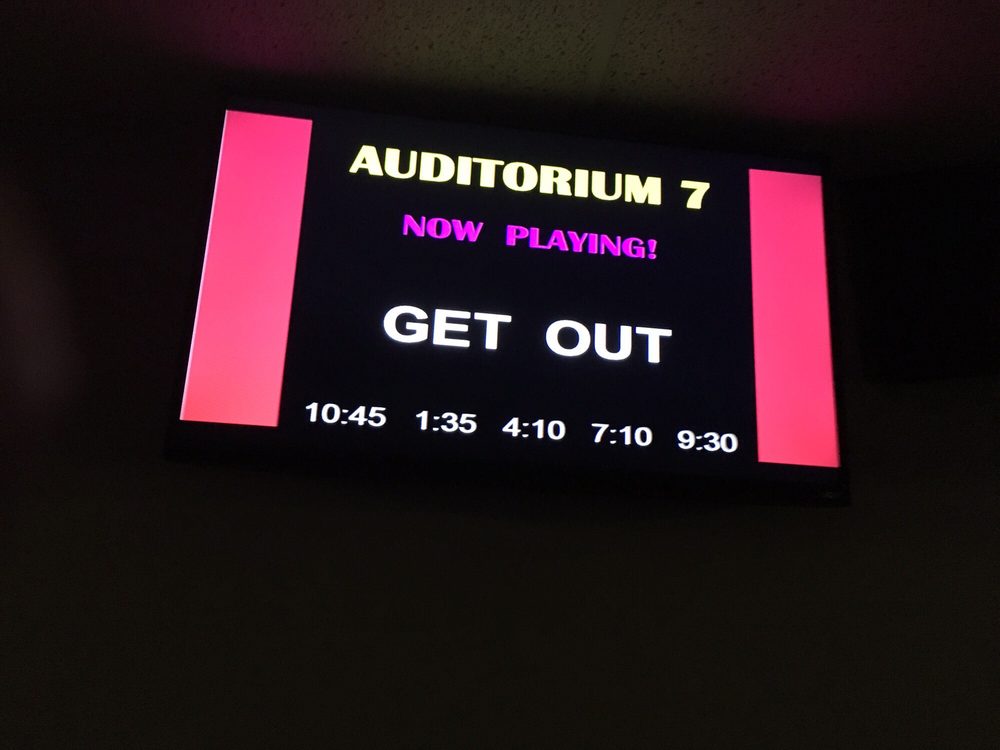 AUDITORIUM 7
NOW PLAYING!
GET OUT
10:45 1:35 4:10 7:10 9:30